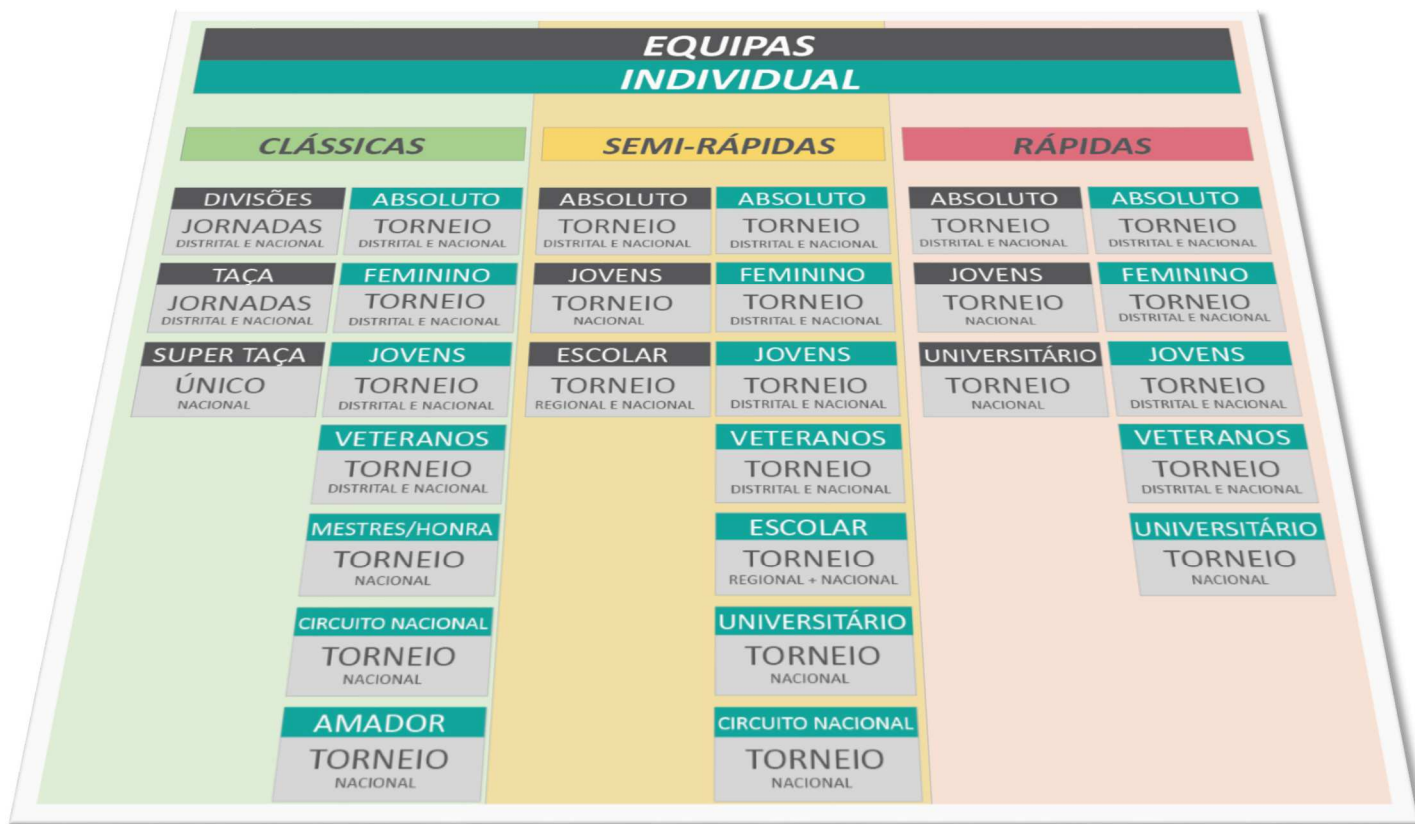 EQUIPAS
INDIVIDUAL
CLÁSSICAS
SEMI-RÁPIDAS
RÁPIDAS
DIVISÕES
JORNADAS
DISTRITAL E NACIONAL
ABSOLUTO
TORNEIO
DISTRITAL E NACIONAL
ABSOLUTO
TORNEIO
DISTRITAL E NACIONAL
ABSOLUTO
TORNEIO
DISTRITAL E NACIONAL
ABSOLUTO
TORNEIO
DISTRITAL E NACIONAL
ABSOLUTO
TORNEIO
DISTRITAL E NACIONAL
TAÇA
JORNADAS
DISTRITAL E NACIONAL
FEMININO
TORNEIO
DISTRITAL E NACIONAL
JOVENS
TORNEIO
NACIONAL
FEMININO
TORNEIO
DISTRITAL E NACIONAL
JOVENS
TORNEIO
NACIONAL
FEMININO
TORNEIO
DISTRITAL E NACIONAL
SUPER TAÇA
ÚNICO
NACIONAL
JOVENS
TORNEIO
DISTRITAL E NACIONAL
ESCOLAR
TORNEIO
REGIONAL E NACIONAL
JOVENS
TORNEIO
DISTRITAL E NACIONAL
UNIVERSITÁRIO
TORNEIO
NACIONAL
JOVENS
TORNEIO
DISTRITAL E NACIONAL
VETERANOS
TORNEIO
DISTRITAL E NACIONAL
VETERANOS
TORNEIO
DISTRITAL E NACIONAL
VETERANOS
TORNEIO
DISTRITAL E NACIONAL
MESTRES/HONRA
TORNEIO
NACIONAL
ESCOLAR
TORNEIO
REGIONAL + NACIONAL
UNIVERSITÁRIO
TORNEIO
NACIONAL
CIRCUITO NACIONAL
TORNEIO
NACIONAL
UNIVERSITÁRIO
TORNEIO
NACIONAL
AMADOR
TORNEIO
NACIONAL
CIRCUITO NACIONAL
TORNEIO
NACIONAL